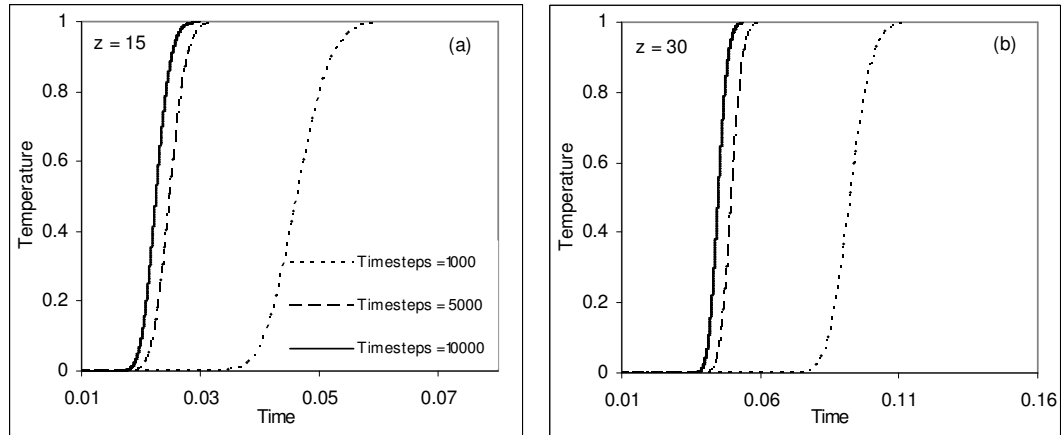 z = 15
(a)
1
0.8
0.6
0.4
0.2
0
Temperature
Timesteps =1000
Timesteps = 5000
Timesteps =10000
0.01
0.03
0.05
0.07
Time
z = 30
(b)
1
0.8
0.6
0.4
0.2
0
Temperature
0.01
0.06
0.11
0.16
Time